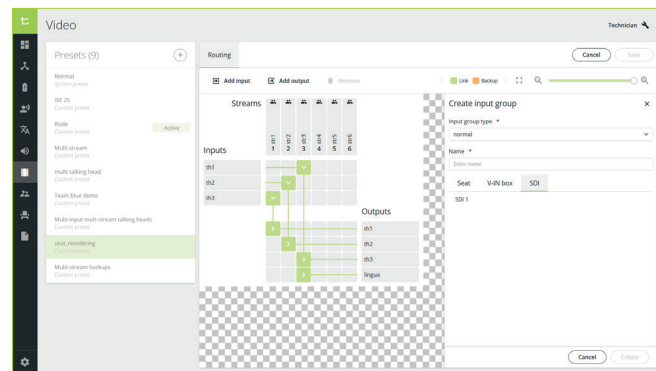 Video
Technician
Presets (9)
Normal
System preset
ISE 25
Custom preset
Rode
Custom preset
Active
Multi stream
Custom preset
multi talking head
Custom preset
Team blue demo
Custom preset
Multi-input mult-stream talking heads
Custom preset
seat_reordering
Custom preset
Multi-stream backups
Custom preset
Routing
Cancel
Save
Add input
Add output
Remove
Link
Backup
Streams
str1
str2
str3
str4
str5
str6
Inputs
1 2 3 4 5 6
th1
th2
th3
Outputs
th1
th2
th3
lingua
Create input group
Input group type *
normal
Name *
Enter name
Seat
V-IN box
SDI
SDI 1
Cancel
Create